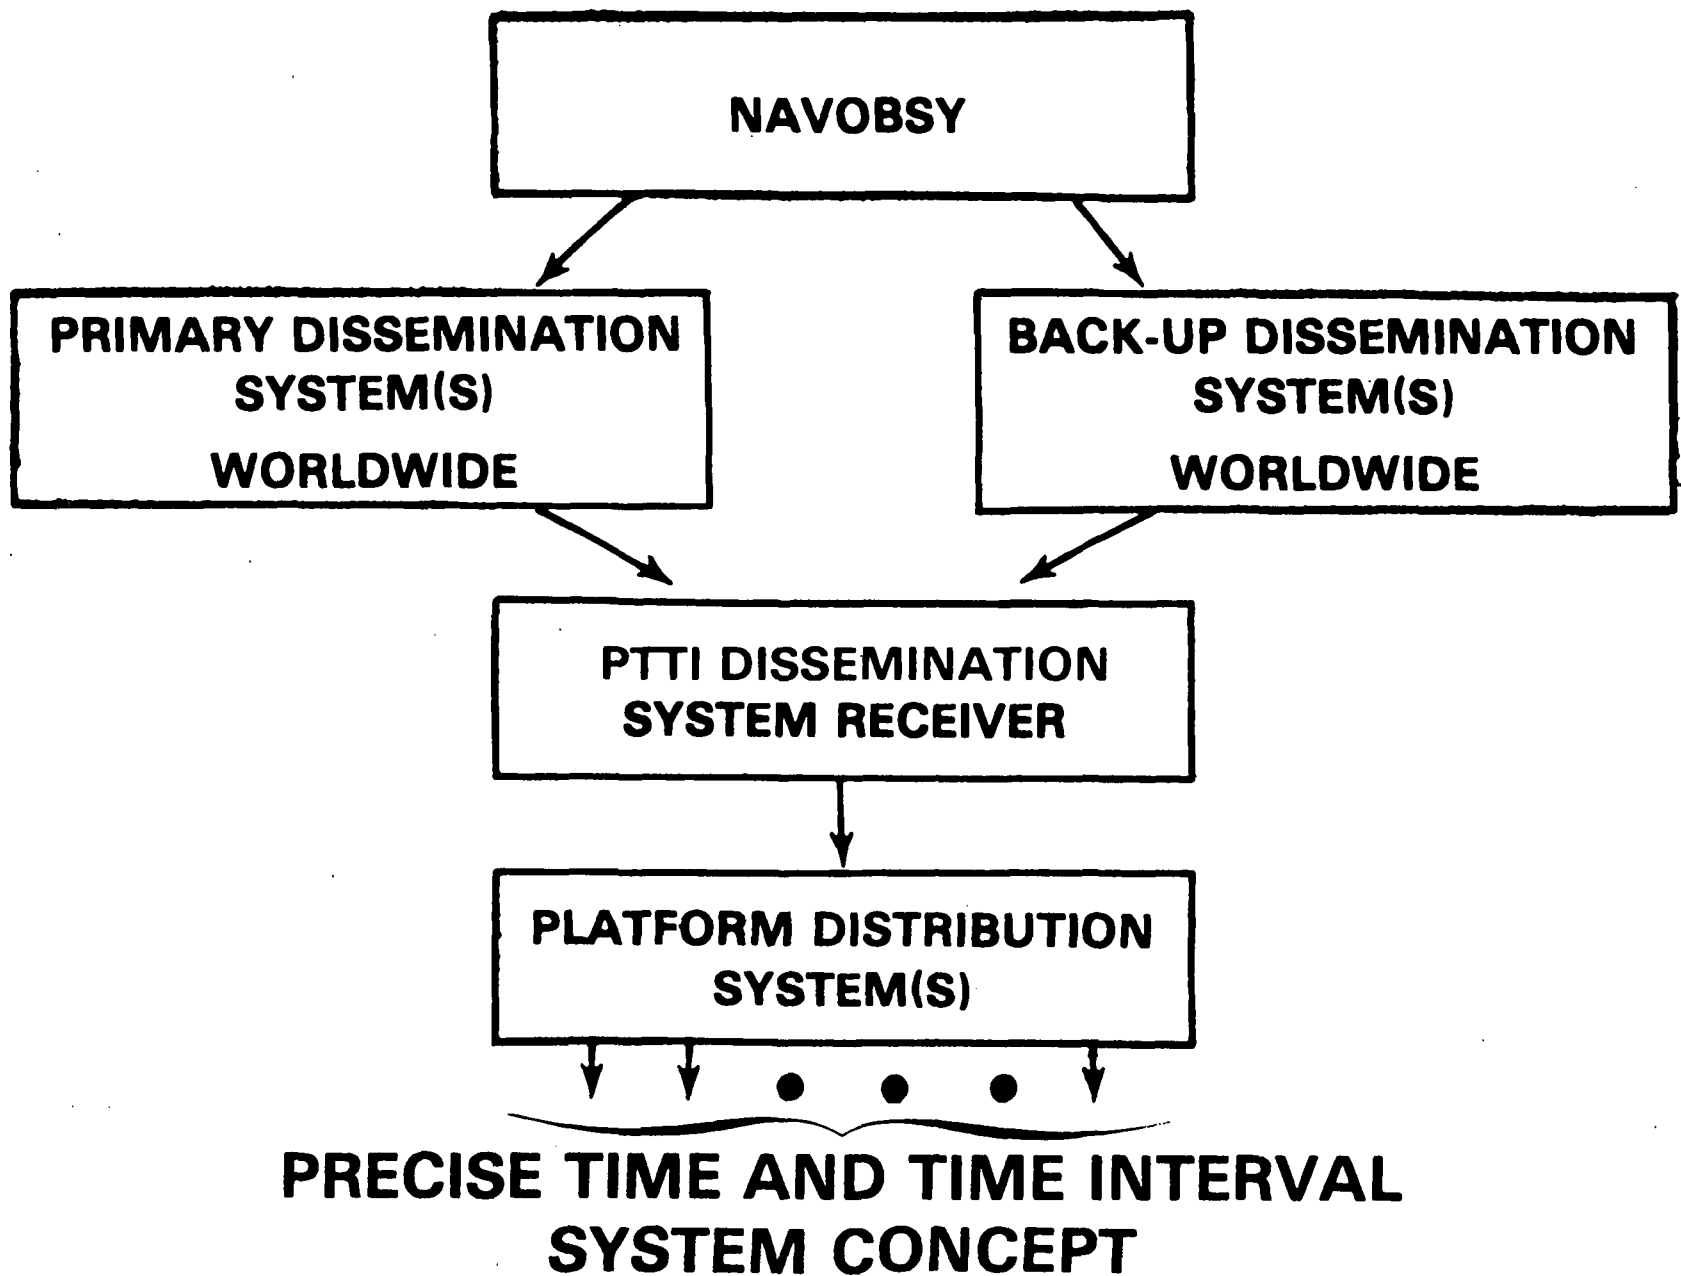 NAVOBSY
PRIMARY DISSEMINATION
SYSTEM(S)
WORLDWIDE
BACK-UP DISSEMINATION
SYSTEM(S)
WORLDWIDE
PTTI DISSEMINATION
SYSTEM RECEIVER
PLATFORM DISTRIBUTION
SYSTEM(S)
PRECISE TIME AND TIME INTERVAL
SYSTEM CONCEPT